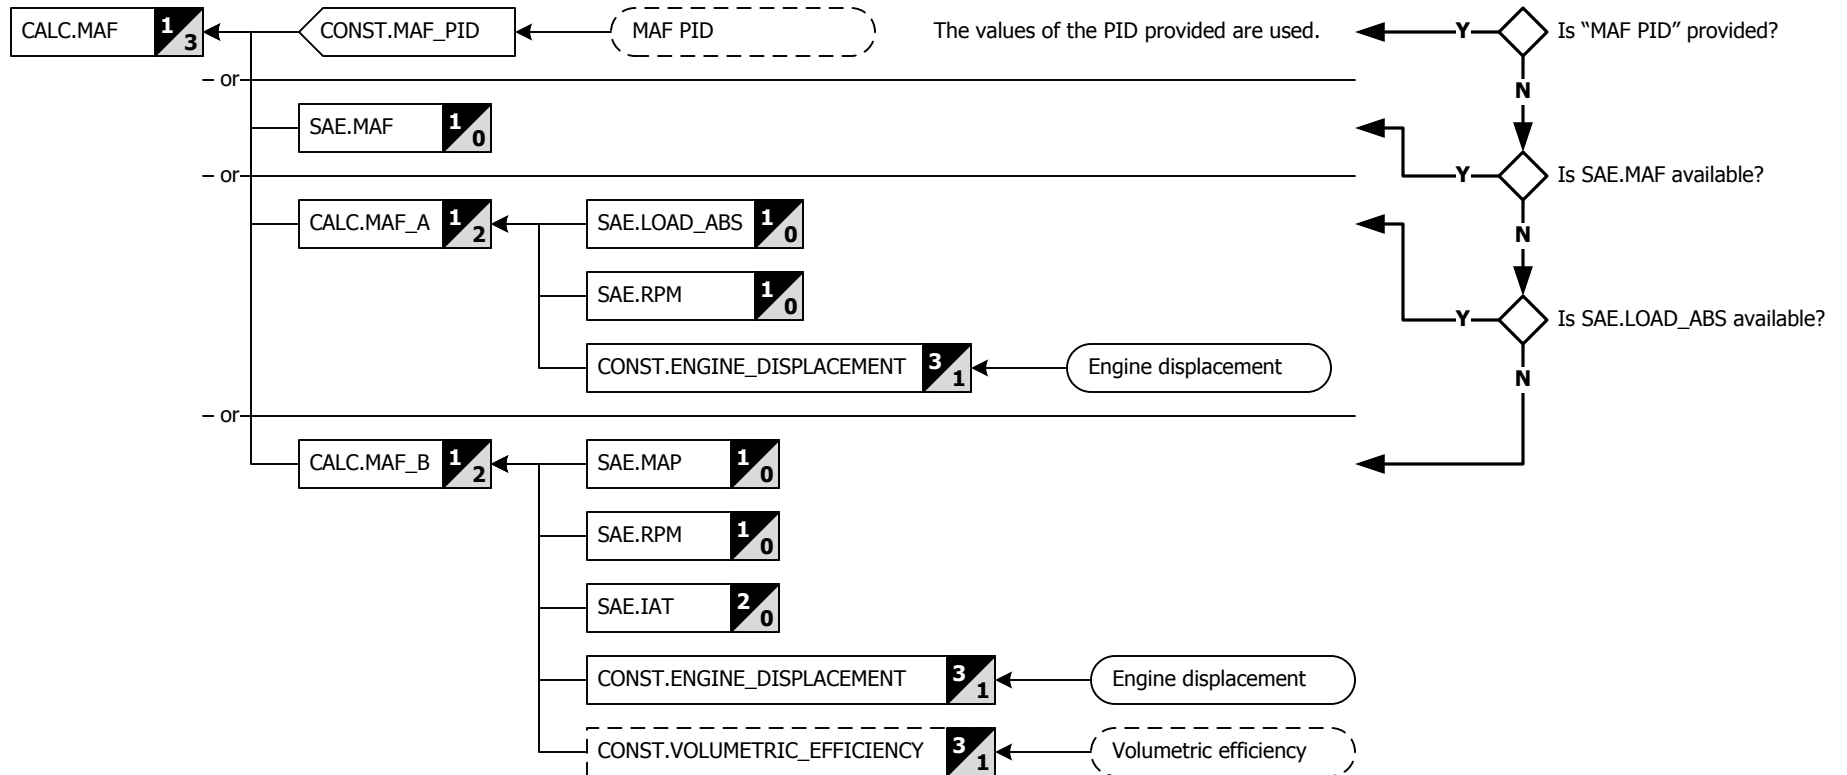 CALC.MAF 1 3 CONST.MAF_PID MAF PID The values of the PID provided are used. Y Is “MAF PID” provided?
– or
N
SAE.MAF 1 0
– or
Y Is SAE.MAF available?
CALC.MAF_A 1 2 SAE.LOAD_ABS 1 0
N
SAE.RPM 1 0
Y Is SAE.LOAD_ABS available?
CONST.ENGINE_DISPLACEMENT 3 1 Engine displacement
N
– or
CALC.MAF_B 1 2 SAE.MAP 1 0
SAE.RPM 1 0
SAE.IAT 2 0
CONST.ENGINE_DISPLACEMENT 3 1 Engine displacement
CONST.VOLUMETRIC_EFFICIENCY 3 1 Volumetric efficiency